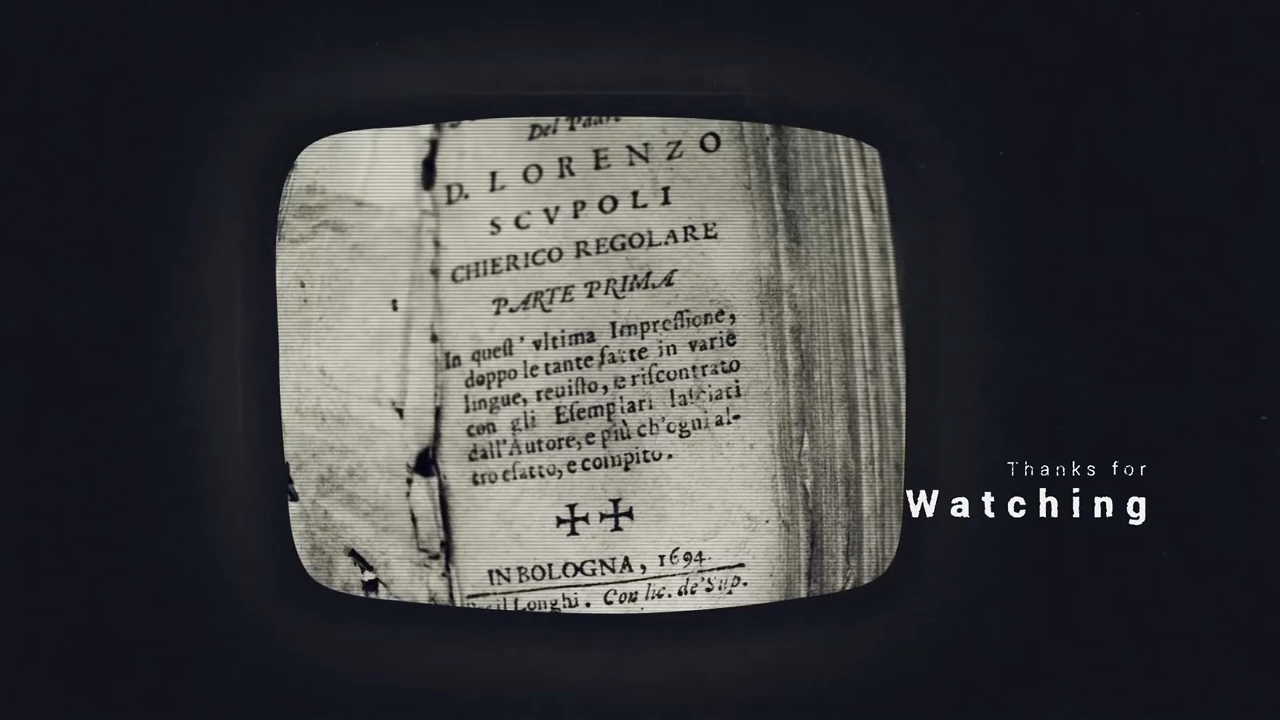 Del Padre
D. LORENZO
SCVPOLI
CHIERICO REGOLARE
PARTE PRIMA
In queſt' vltima Impreſſione,
doppo le tante fatte in varie
lingue, reuiſto, e riſcontrato
con gli Eſemplari laſciati
dall'Autore, e più ch'ogni al-
tro eſatto, e compito.
IN BOLOGNA, 1694.
Longhi. Con lic. de' Sup.
Thanks for
Watching